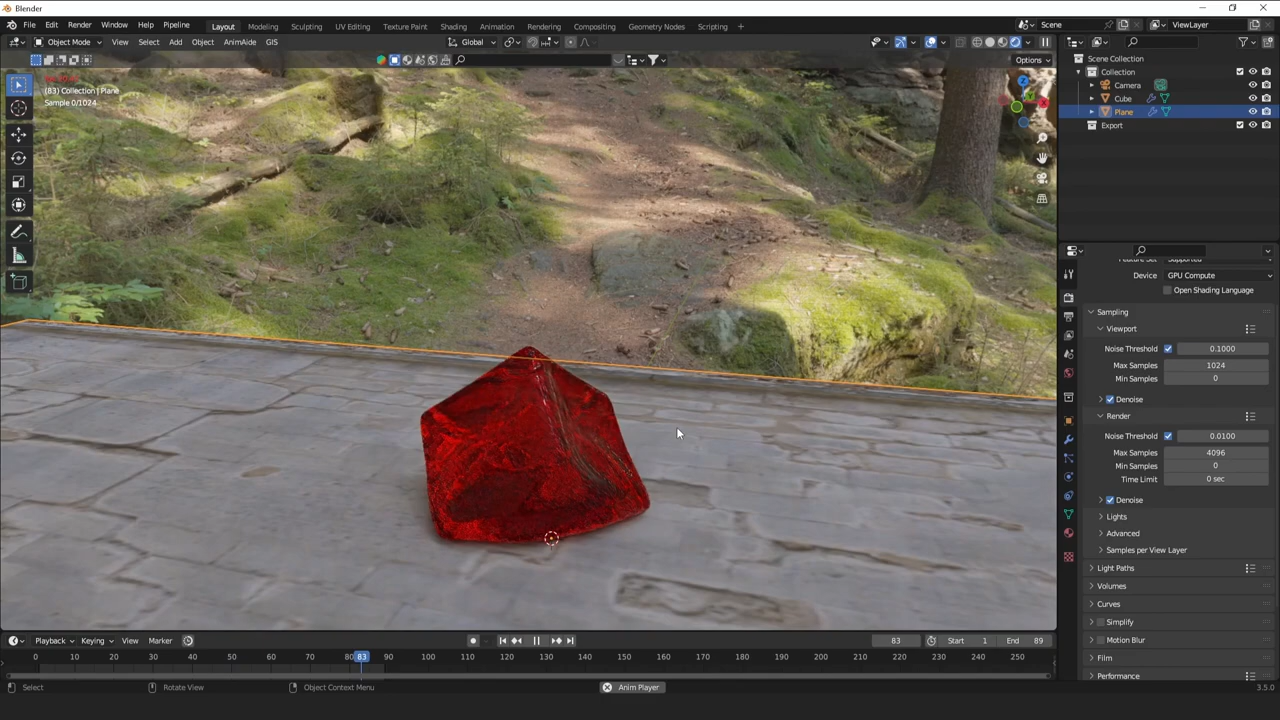 Blender
File Edit Render Window Help Pipeline Layout Modeling Sculpting UV Editing Texture Paint Shading Animation Rendering Compositing Geometry Nodes Scripting + Scene ViewLayer
Object Mode View Select Add Object AnimAide GIS Global
Options
(83) Collection | Plane
Sample 0/1024
Scene Collection
Collection
Camera
Cube
Plane
Export
Device GPU Compute
Open Shading Language
Sampling
Viewport
Noise Threshold 0.1000
Max Samples 1024
Min Samples 0
Denoise
Render
Noise Threshold 0.0100
Max Samples 4096
Min Samples 0
Time Limit 0 sec
Denoise
Lights
Advanced
Samples per View Layer
Light Paths
Volumes
Curves
Simplify
Motion Blur
Film
Performance
Playback Keying View Marker 83 Start 1 End 89
0 10 20 30 40 50 60 70 80 83 90 100 110 120 130 140 150 160 170 180 190 200 210 220 230 240 250
Select Rotate View Object Context Menu Anim Player 3.5.0